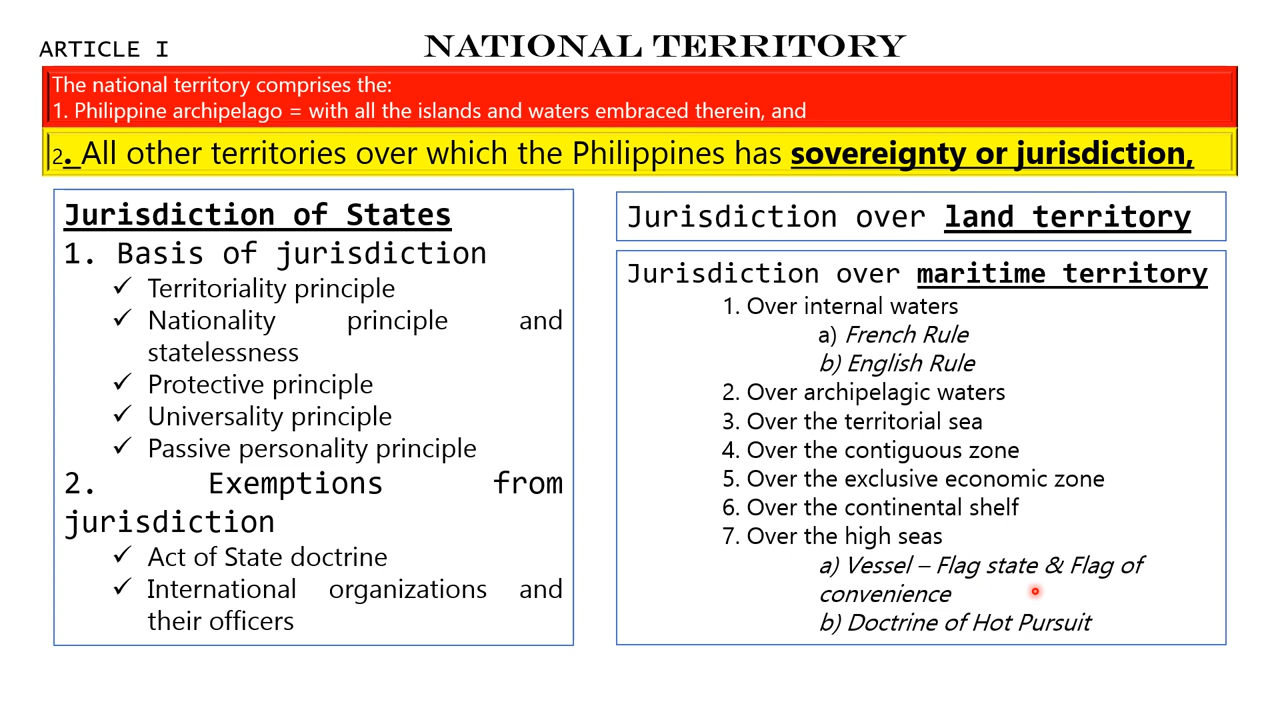 ARTICLE I
NATIONAL TERRITORY
The national territory comprises the:
1. Philippine archipelago = with all the islands and waters embraced therein, and
2. All other territories over which the Philippines has sovereignty or jurisdiction,
Jurisdiction of States
1. Basis of jurisdiction
✓ Territoriality principle
✓ Nationality principle and
statelessness
✓ Protective principle
✓ Universality principle
✓ Passive personality principle
2. Exemptions from
jurisdiction
✓ Act of State doctrine
✓ International organizations and
their officers
Jurisdiction over land territory
Jurisdiction over maritime territory
1. Over internal waters
a) French Rule
b) English Rule
2. Over archipelagic waters
3. Over the territorial sea
4. Over the contiguous zone
5. Over the exclusive economic zone
6. Over the continental shelf
7. Over the high seas
a) Vessel – Flag state & Flag of
convenience
b) Doctrine of Hot Pursuit